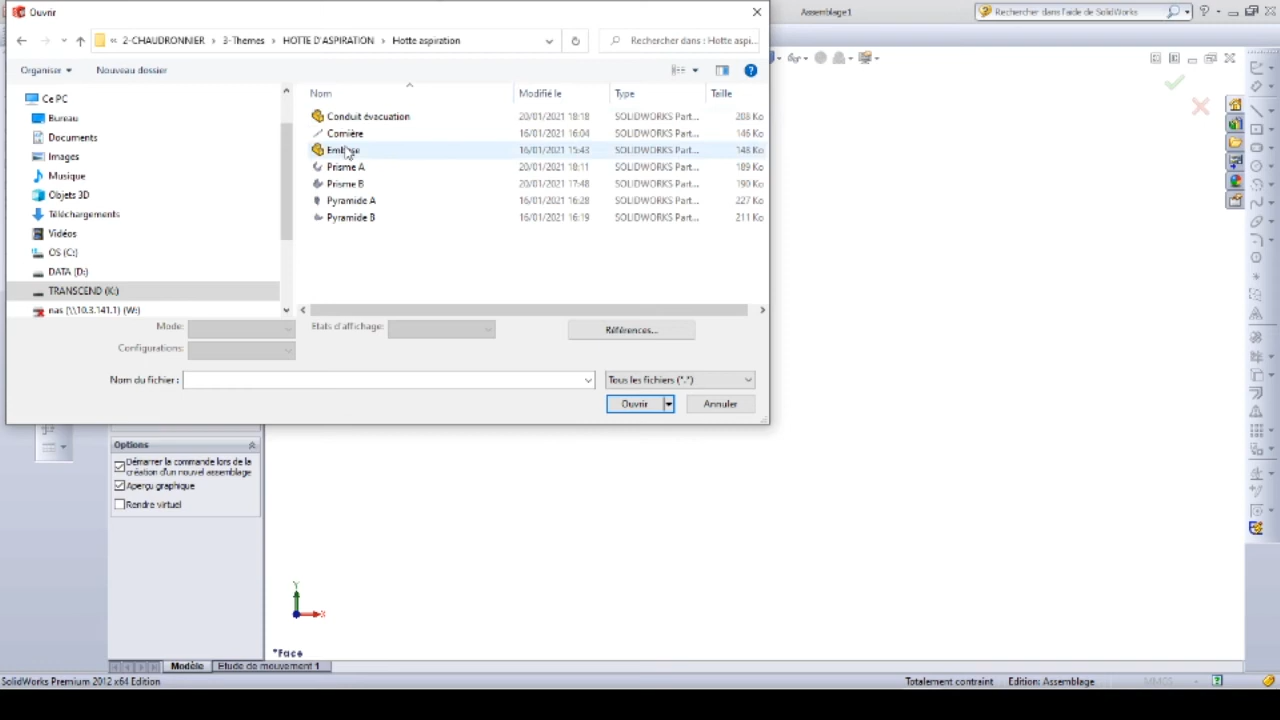 Ouvrir
Assemblage1
Rechercher dans l'aide de SolidWorks
« 2-CHAUDRONNIER > 3-Themes > HOTTE D'ASPIRATION > Hotte aspiration
Rechercher dans : Hotte aspi...
Organiser
Nouveau dossier
Nom Modifié le Type Taille
Ce PC
Bureau
Documents
Images
Musique
Objets 3D
Téléchargements
Vidéos
OS (C:)
DATA (D:)
TRANSCEND (K:)
nas (\\10.3.141.1) (W:)
Conduit évacuation 20/01/2021 18:18 SOLIDWORKS Part... 208 Ko
Cornière 16/01/2021 16:04 SOLIDWORKS Part... 146 Ko
Embase 16/01/2021 15:43 SOLIDWORKS Part... 148 Ko
Prisme A 20/01/2021 18:11 SOLIDWORKS Part... 189 Ko
Prisme B 20/01/2021 17:48 SOLIDWORKS Part... 190 Ko
Pyramide A 16/01/2021 16:28 SOLIDWORKS Part... 227 Ko
Pyramide B 16/01/2021 16:19 SOLIDWORKS Part... 211 Ko
Mode:
Etats d'affichage:
Références...
Configurations:
Nom du fichier :
Tous les fichiers (*.*)
Ouvrir
Annuler
Options
Démarrer la commande lors de la
création d'un nouvel assemblage
Aperçu graphique
Rendre virtuel
Y
X
*Face
Modèle
Etude de mouvement 1
SolidWorks Premium 2012 x64 Edition
Totalement contraint
Edition: Assemblage
MMGS